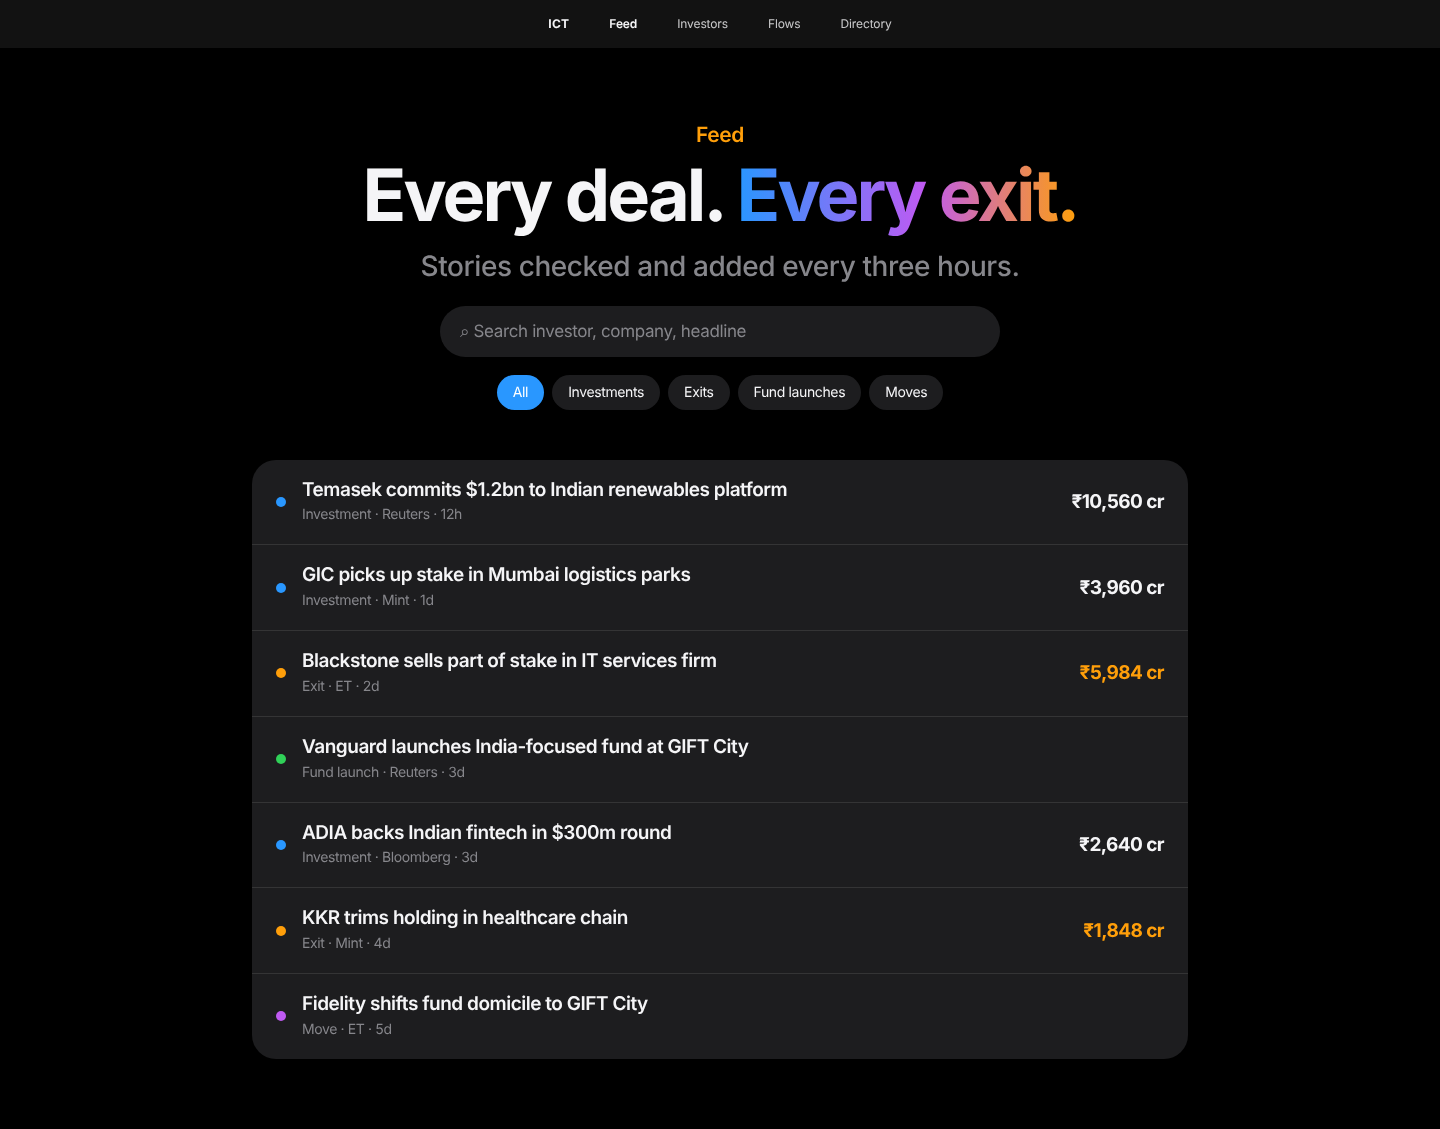 ICT Feed Investors Flows Directory
Feed
Every deal. Every exit.
Stories checked and added every three hours.
⌕ Search investor, company, headline
All Investments Exits Fund launches Moves
Temasek commits $1.2bn to Indian renewables platform
Investment · Reuters · 12h
₹10,560 cr
GIC picks up stake in Mumbai logistics parks
Investment · Mint · 1d
₹3,960 cr
Blackstone sells part of stake in IT services firm
Exit · ET · 2d
₹5,984 cr
Vanguard launches India-focused fund at GIFT City
Fund launch · Reuters · 3d
ADIA backs Indian fintech in $300m round
Investment · Bloomberg · 3d
₹2,640 cr
KKR trims holding in healthcare chain
Exit · Mint · 4d
₹1,848 cr
Fidelity shifts fund domicile to GIFT City
Move · ET · 5d